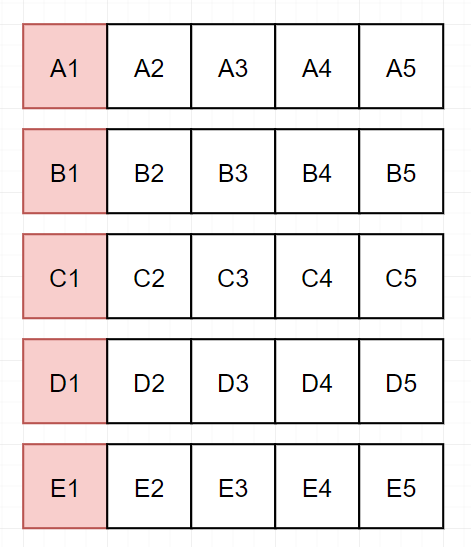 A1 A2 A3 A4 A5
B1 B2 B3 B4 B5
C1 C2 C3 C4 C5
D1 D2 D3 D4 D5
E1 E2 E3 E4 E5